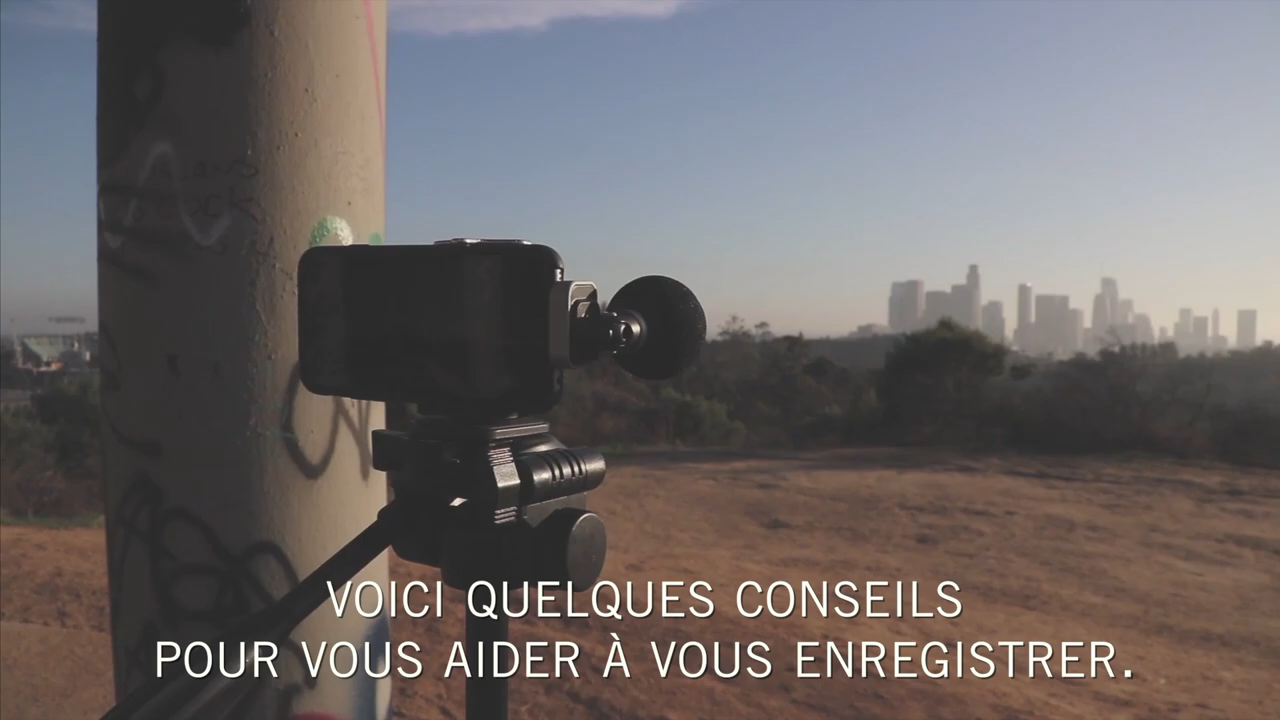 VOICI QUELQUES CONSEILS
POUR VOUS AIDER À VOUS ENREGISTRER.